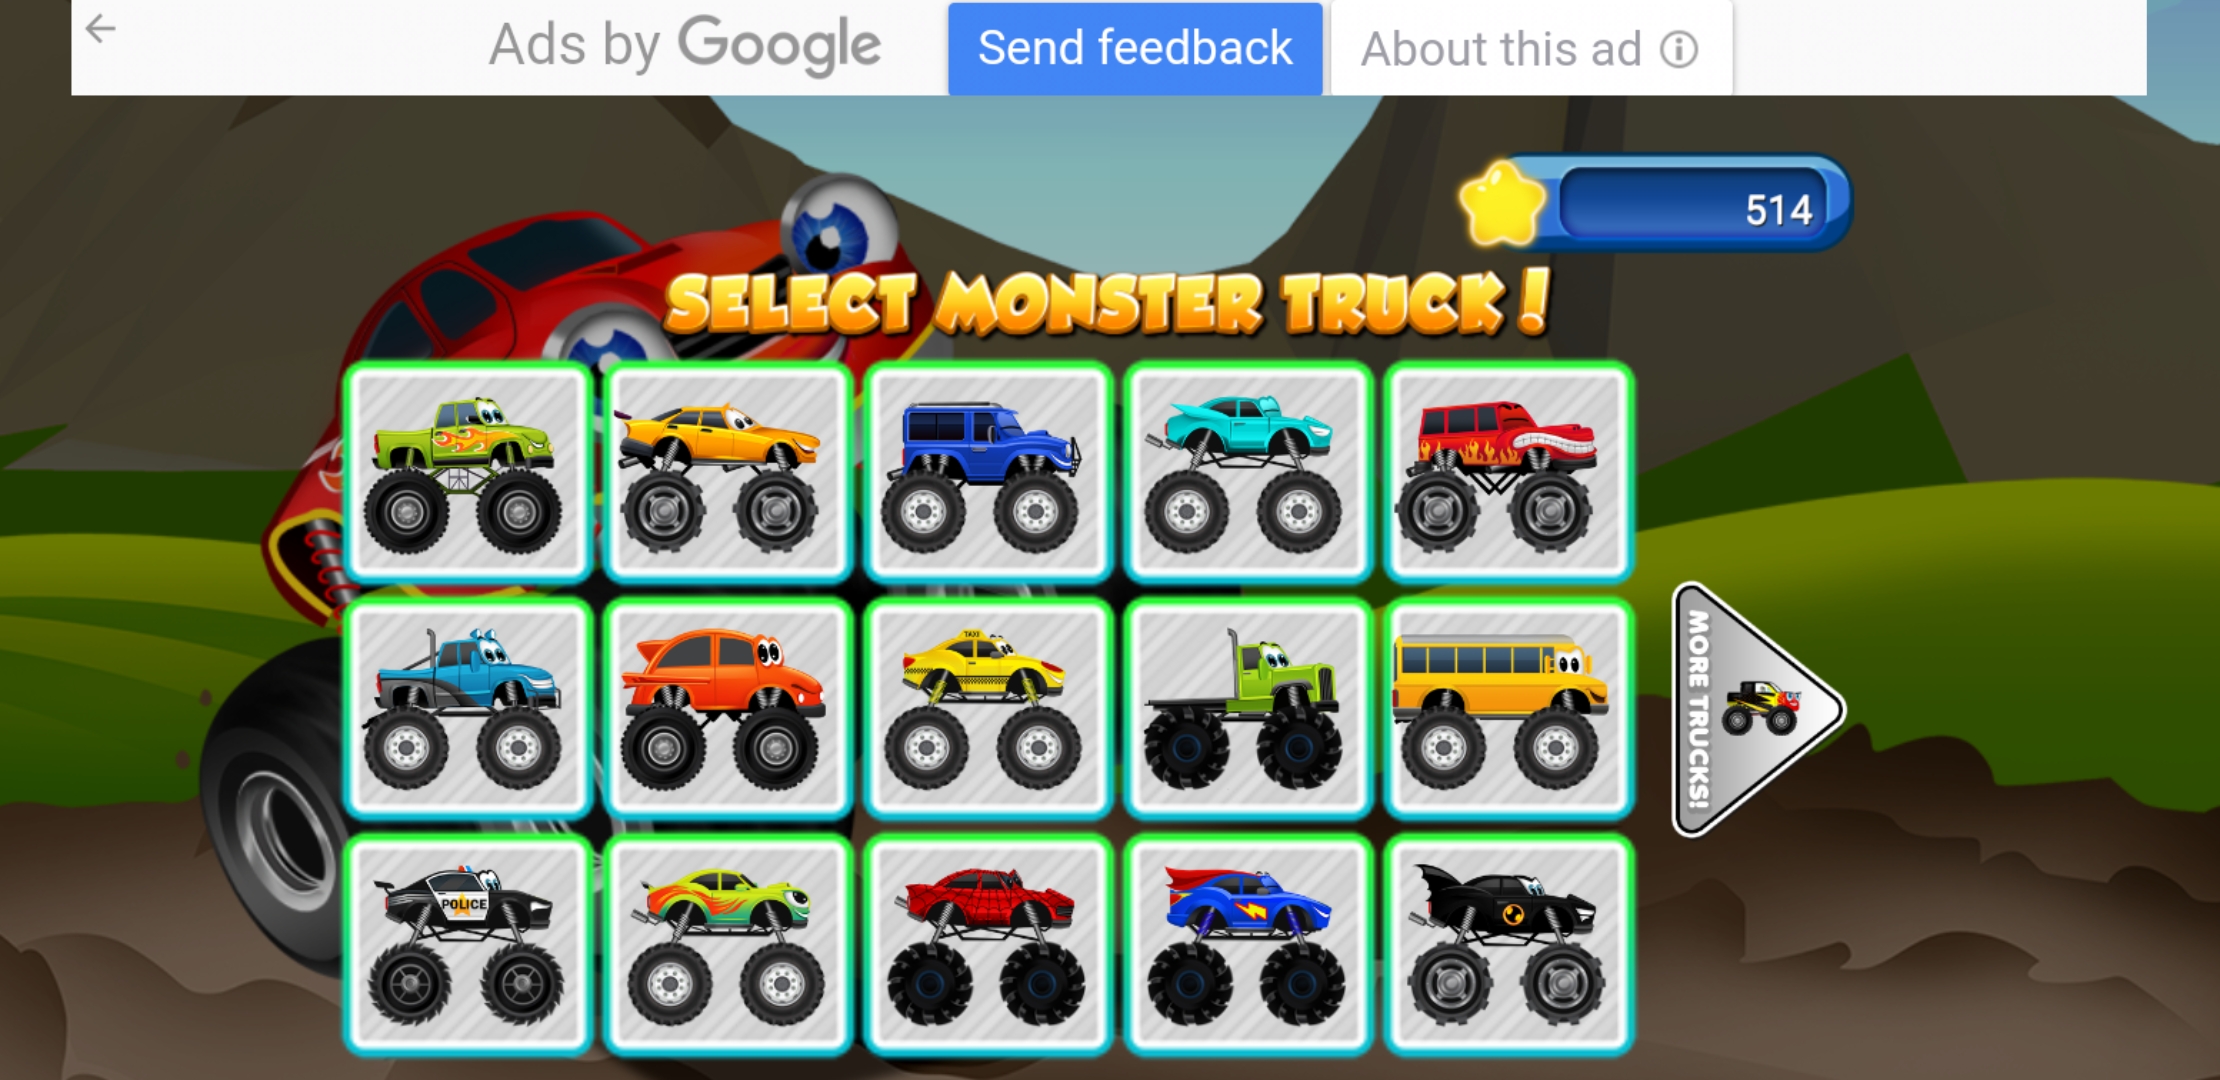 Ads by Google
Send feedback
About this ad
514
SELECT MONSTER TRUCK!
TAXI
MORE TRUCKS!
POLICE